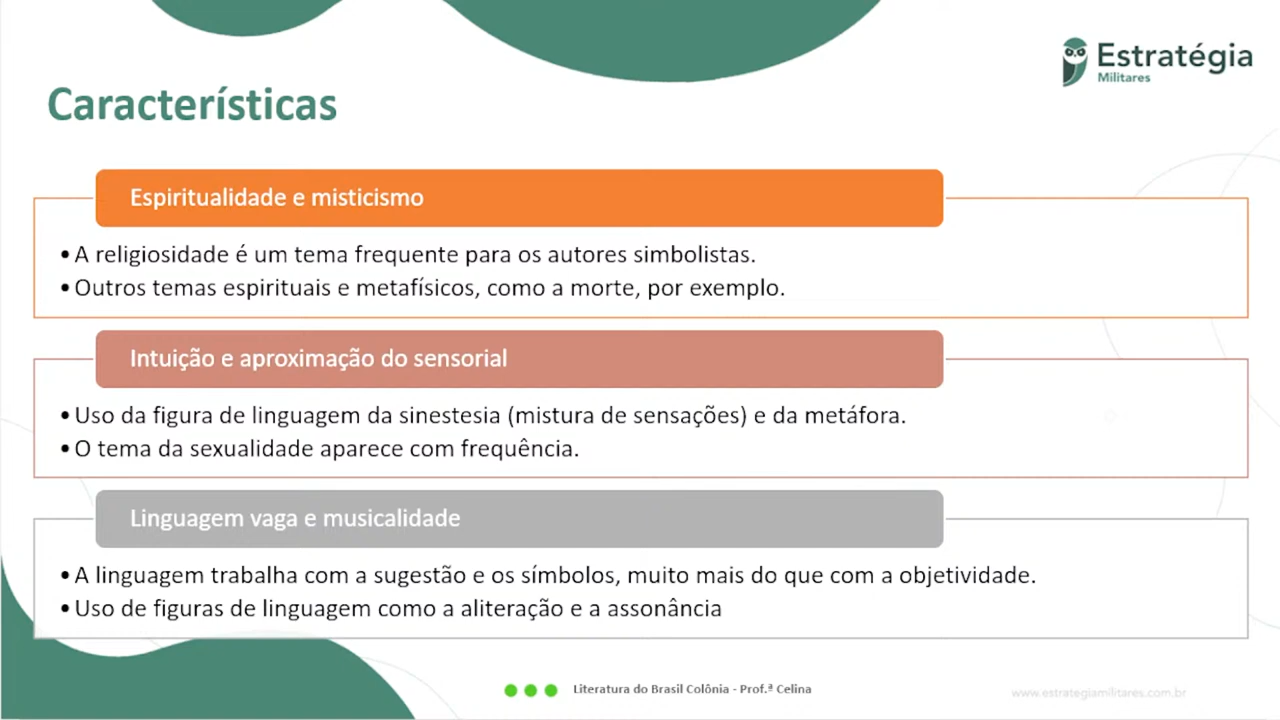 Estratégia
Militares
Características
Espiritualidade e misticismo
• A religiosidade é um tema frequente para os autores simbolistas.
• Outros temas espirituais e metafísicos, como a morte, por exemplo.
Intuição e aproximação do sensorial
• Uso da figura de linguagem da sinestesia (mistura de sensações) e da metáfora.
• O tema da sexualidade aparece com frequência.
Linguagem vaga e musicalidade
• A linguagem trabalha com a sugestão e os símbolos, muito mais do que com a objetividade.
• Uso de figuras de linguagem como a aliteração e a assonância
Literatura do Brasil Colônia - Prof.ª Celina
www.estrategiamilitares.com.br